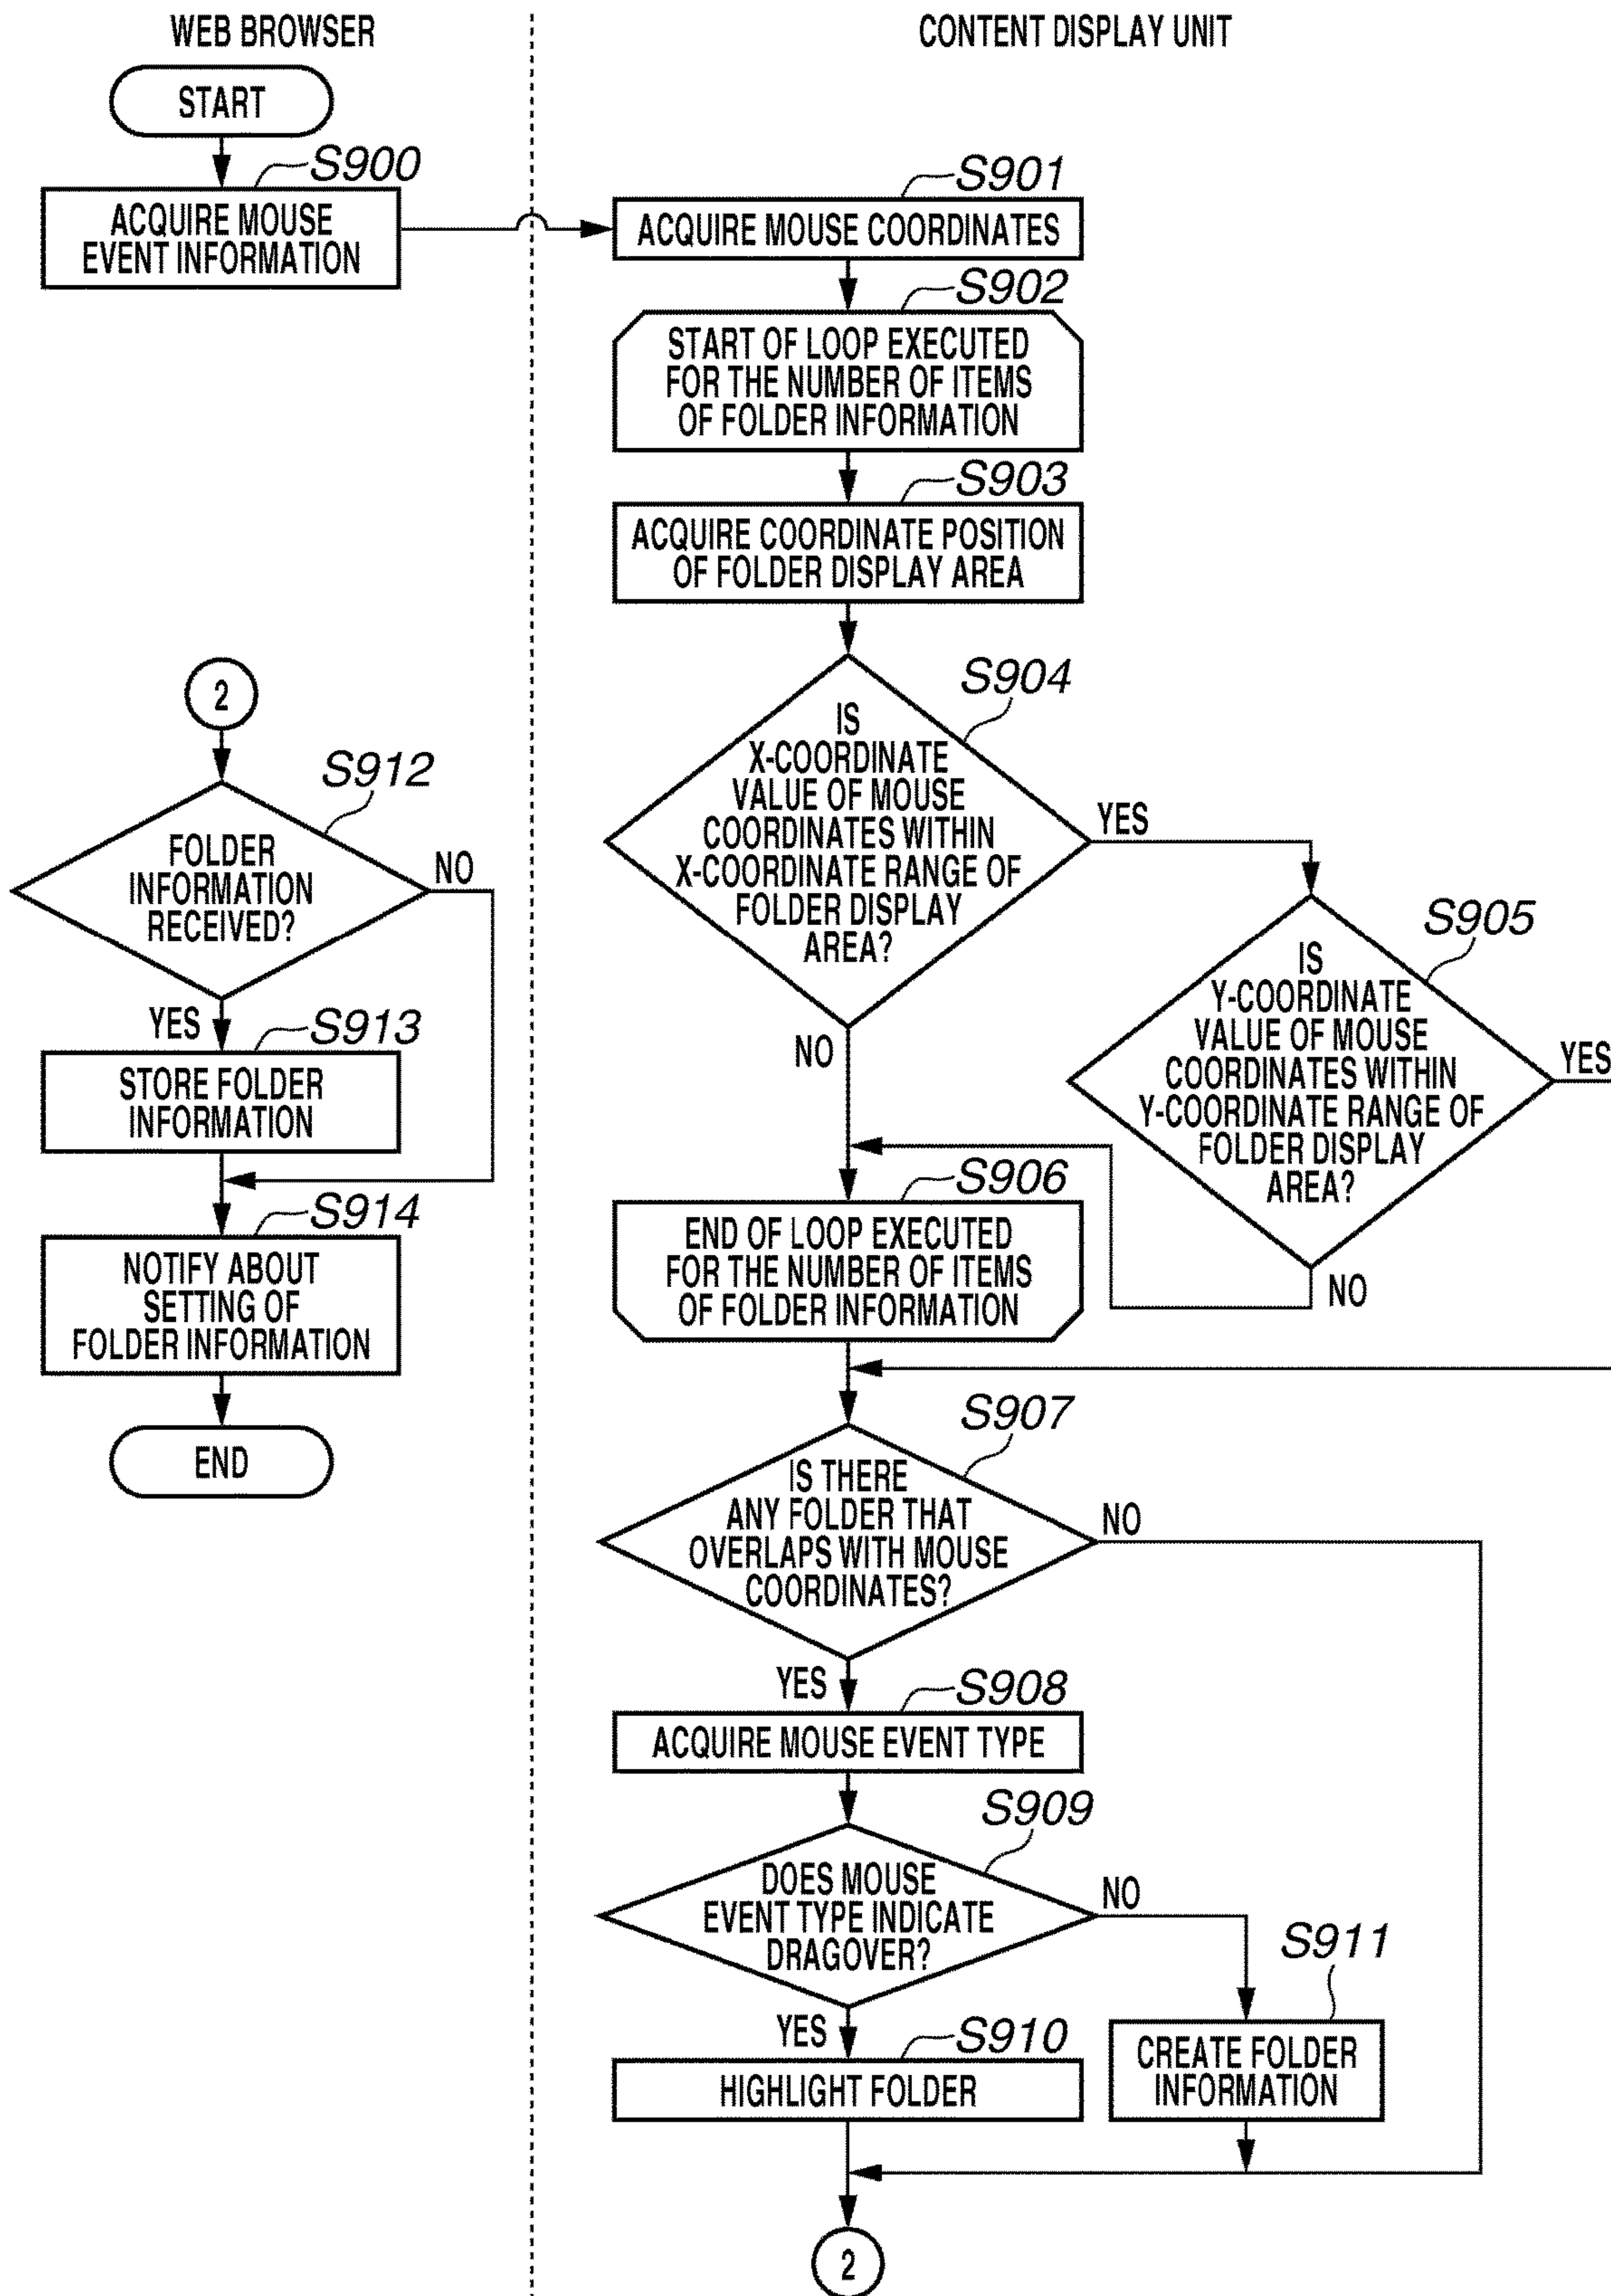 WEB BROWSER
CONTENT DISPLAY UNIT
START
S900
ACQUIRE MOUSE
EVENT INFORMATION
S901
ACQUIRE MOUSE COORDINATES
S902
START OF LOOP EXECUTED
FOR THE NUMBER OF ITEMS
OF FOLDER INFORMATION
S903
ACQUIRE COORDINATE POSITION
OF FOLDER DISPLAY AREA
S904
IS
X-COORDINATE
VALUE OF MOUSE
COORDINATES WITHIN
X-COORDINATE RANGE OF
FOLDER DISPLAY
AREA?
YES
NO
S905
IS
Y-COORDINATE
VALUE OF MOUSE
COORDINATES WITHIN
Y-COORDINATE RANGE OF
FOLDER DISPLAY
AREA?
YES
NO
S906
END OF LOOP EXECUTED
FOR THE NUMBER OF ITEMS
OF FOLDER INFORMATION
S907
IS THERE
ANY FOLDER THAT
OVERLAPS WITH MOUSE
COORDINATES?
NO
YES
S908
ACQUIRE MOUSE EVENT TYPE
S909
DOES MOUSE
EVENT TYPE INDICATE
DRAGOVER?
NO
YES
S910
HIGHLIGHT FOLDER
S911
CREATE FOLDER
INFORMATION
2
2
S912
FOLDER
INFORMATION
RECEIVED?
NO
YES
S913
STORE FOLDER
INFORMATION
S914
NOTIFY ABOUT
SETTING OF
FOLDER INFORMATION
END